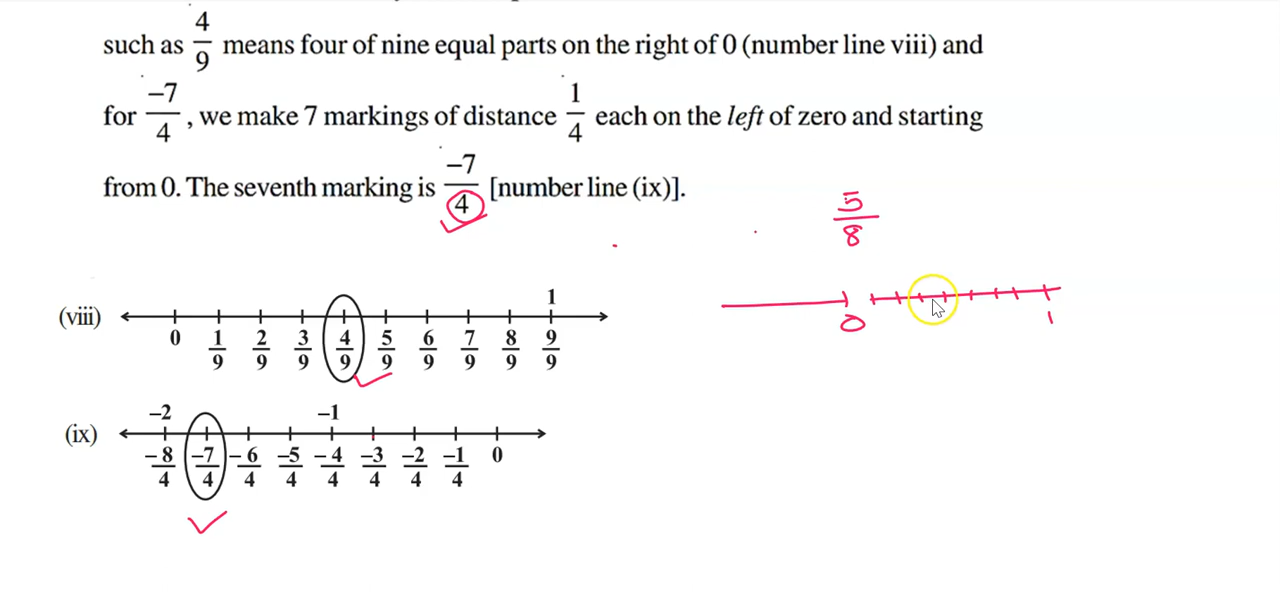 such as 4/9 means four of nine equal parts on the right of 0 (number line viii) and
for −7/4, we make 7 markings of distance 1/4 each on the left of zero and starting
from 0. The seventh marking is −7/4 [number line (ix)].
5/8
0 1
(viii) 1
0 1/9 2/9 3/9 4/9 5/9 6/9 7/9 8/9 9/9
(ix) −2 −1
−8/4 −7/4 −6/4 −5/4 −4/4 −3/4 −2/4 −1/4 0